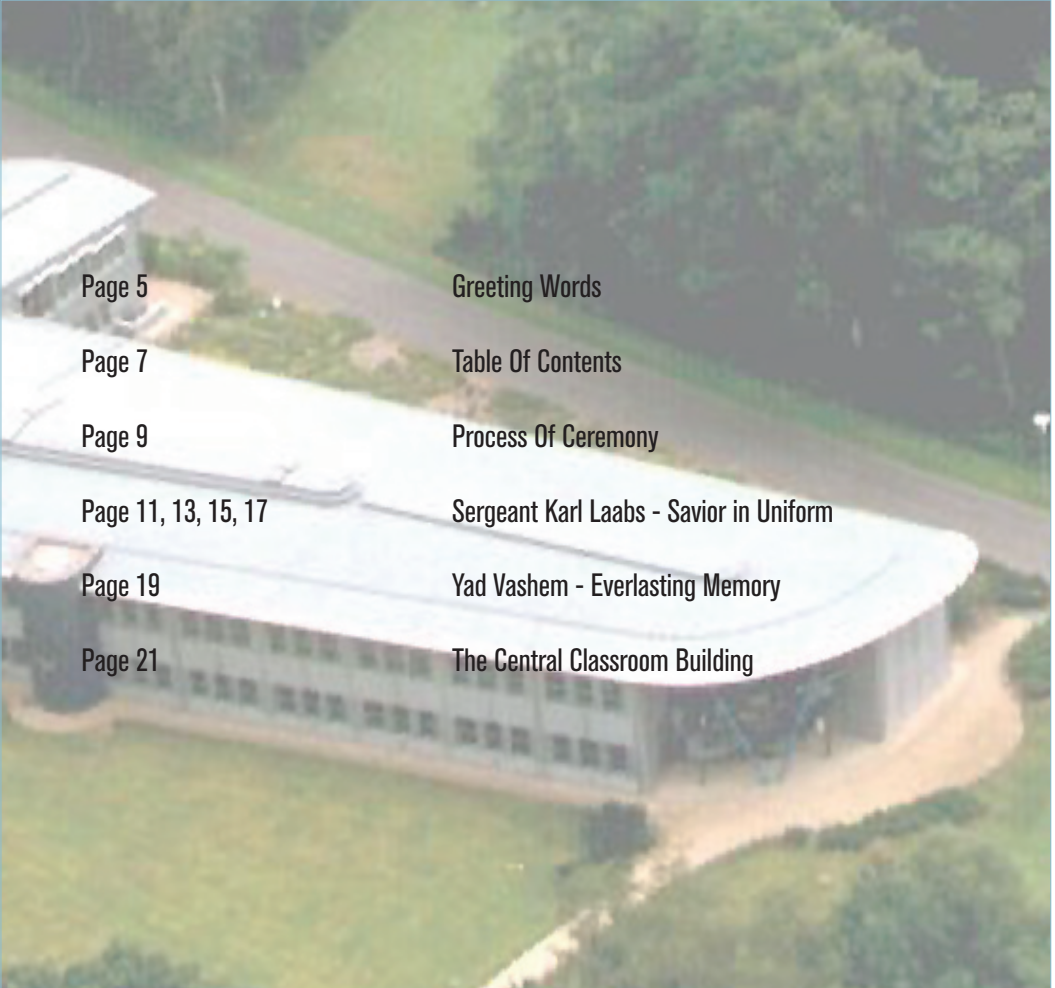 Page 5 Greeting Words
Page 7 Table Of Contents
Page 9 Process Of Ceremony
Page 11, 13, 15, 17 Sergeant Karl Laabs - Savior in Uniform
Page 19 Yad Vashem - Everlasting Memory
Page 21 The Central Classroom Building